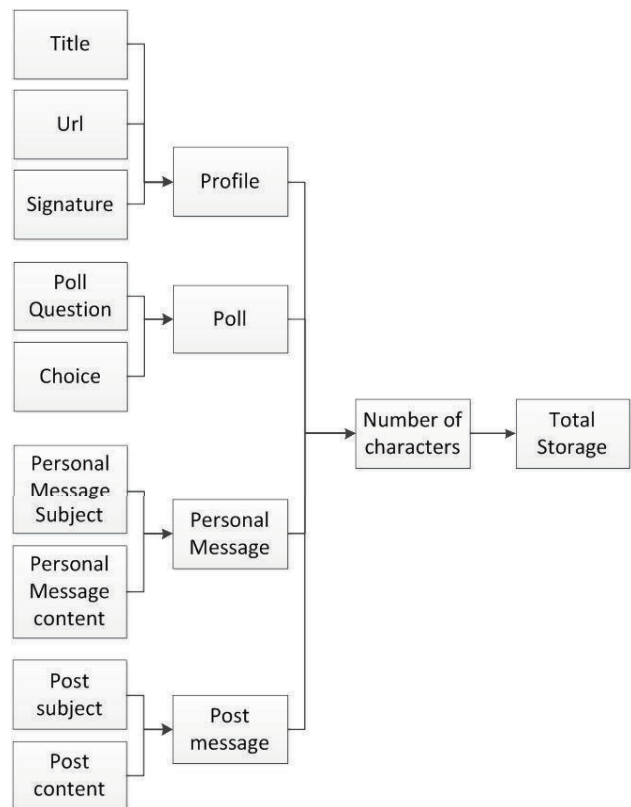 Title
Url
Signature
Profile
Poll
Question
Choice
Poll
Personal
Message
Subject
Personal
Message
content
Personal
Message
Post
subject
Post
content
Post
message
Number of
characters
Total
Storage